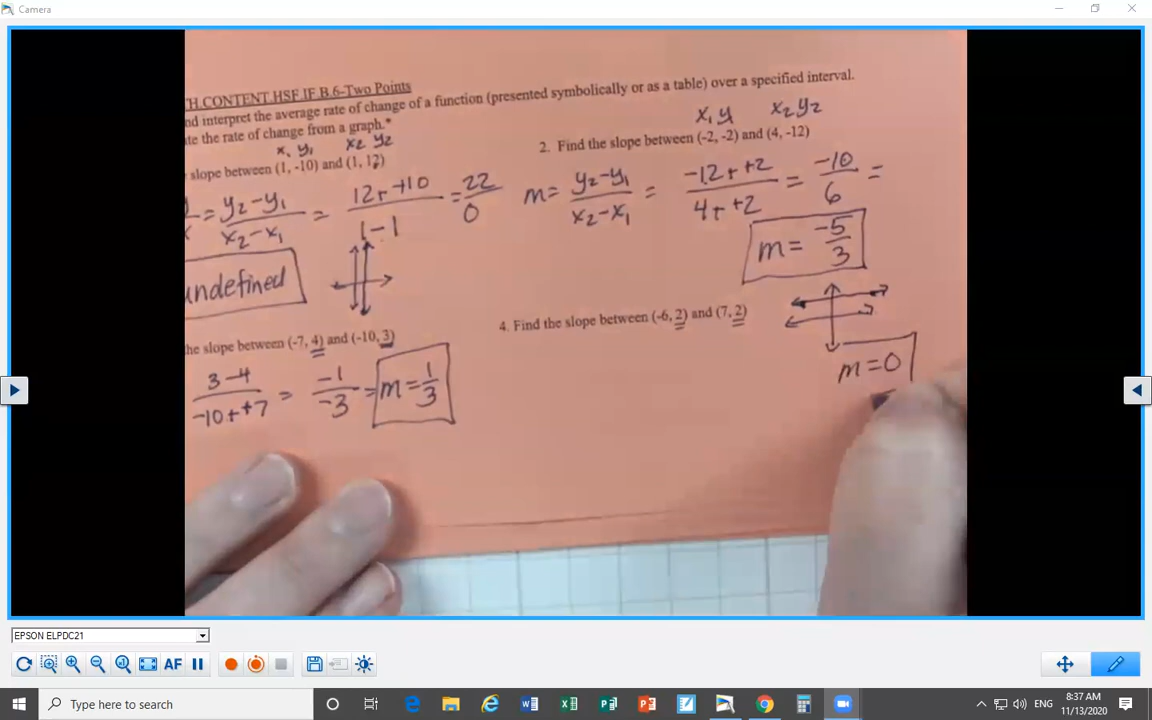 Camera
TH.CONTENT.HSF.IF.B.6-Two Points
nd interpret the average rate of change of a function (presented symbolically or as a table) over a specified interval.
te the rate of change from a graph.*
x₁ y₁ x₂ y₂
slope between (1, -10) and (1, 12)
= y₂-y₁ / x₂-x₁ = 12+ +10 / 1-1 = 22/0
undefined
x₁ y₁ x₂ y₂
2. Find the slope between (-2, -2) and (4, -12)
m = y₂-y₁ / x₂-x₁ = -12+ +2 / 4+ +2 = -10/6 =
m = -5/3
the slope between (-7, 4) and (-10, 3)
3-4 / -10+ +7 = -1/-3 = m = 1/3
4. Find the slope between (-6, 2) and (7, 2)
m=0
EPSON ELPDC21
AF
Type here to search
ENG
8:37 AM
11/13/2020